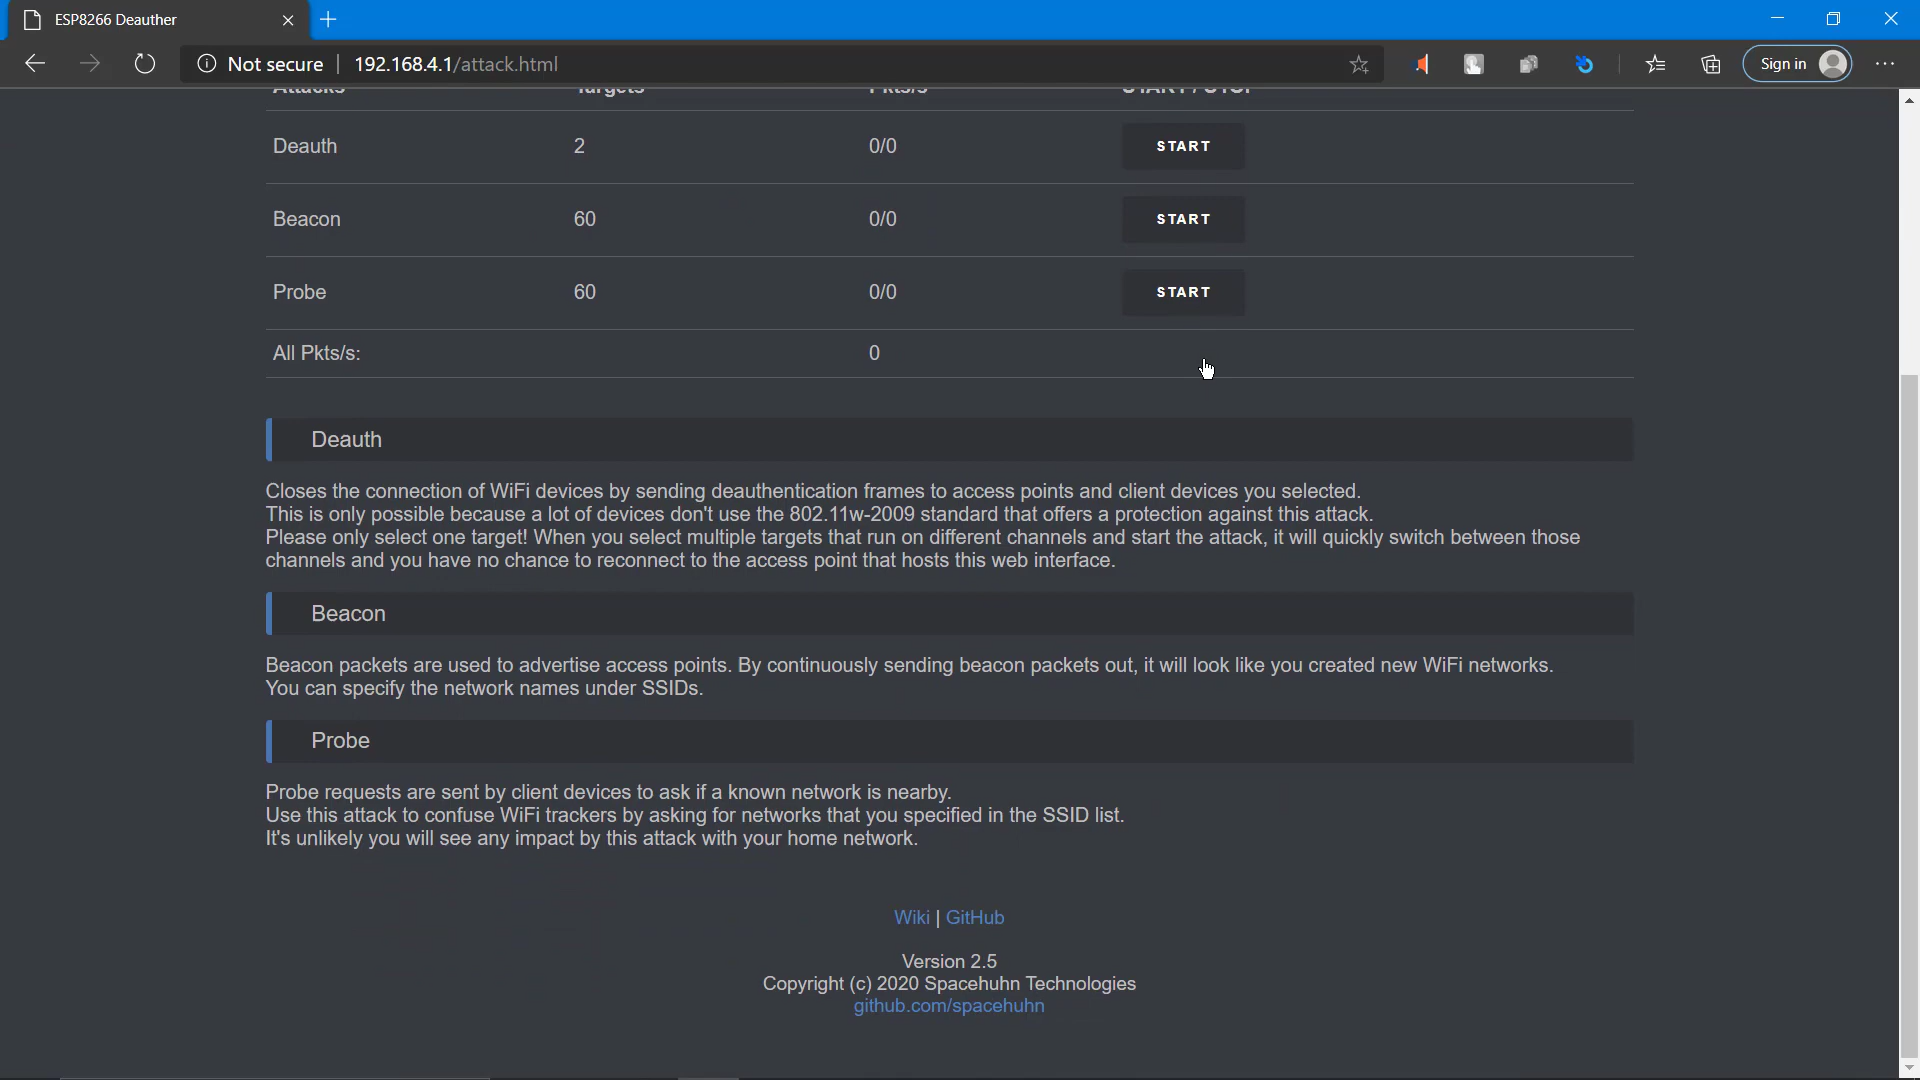 ESP8266 Deauther
Not secure | 192.168.4.1/attack.html
Sign in
Attacks Targets Pkts/s START / STOP
Deauth 2 0/0 START
Beacon 60 0/0 START
Probe 60 0/0 START
All Pkts/s: 0
Deauth
Closes the connection of WiFi devices by sending deauthentication frames to access points and client devices you selected.
This is only possible because a lot of devices don't use the 802.11w-2009 standard that offers a protection against this attack.
Please only select one target! When you select multiple targets that run on different channels and start the attack, it will quickly switch between those
channels and you have no chance to reconnect to the access point that hosts this web interface.
Beacon
Beacon packets are used to advertise access points. By continuously sending beacon packets out, it will look like you created new WiFi networks.
You can specify the network names under SSIDs.
Probe
Probe requests are sent by client devices to ask if a known network is nearby.
Use this attack to confuse WiFi trackers by asking for networks that you specified in the SSID list.
It's unlikely you will see any impact by this attack with your home network.
Wiki | GitHub
Version 2.5
Copyright (c) 2020 Spacehuhn Technologies
github.com/spacehuhn